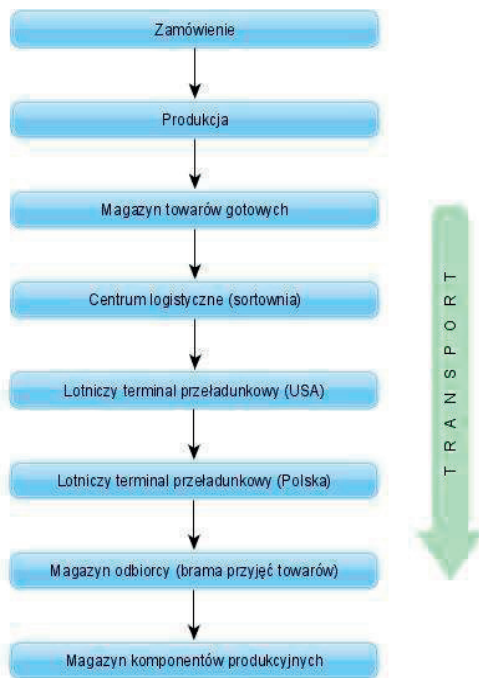 Zamówienie
Produkcja
Magazyn towarów gotowych
Centrum logistyczne (sortownia)
Lotniczy terminal przeładunkowy (USA)
Lotniczy terminal przeładunkowy (Polska)
Magazyn odbiorcy (brama przyjęć towarów)
Magazyn komponentów produkcyjnych
TRANSPORT